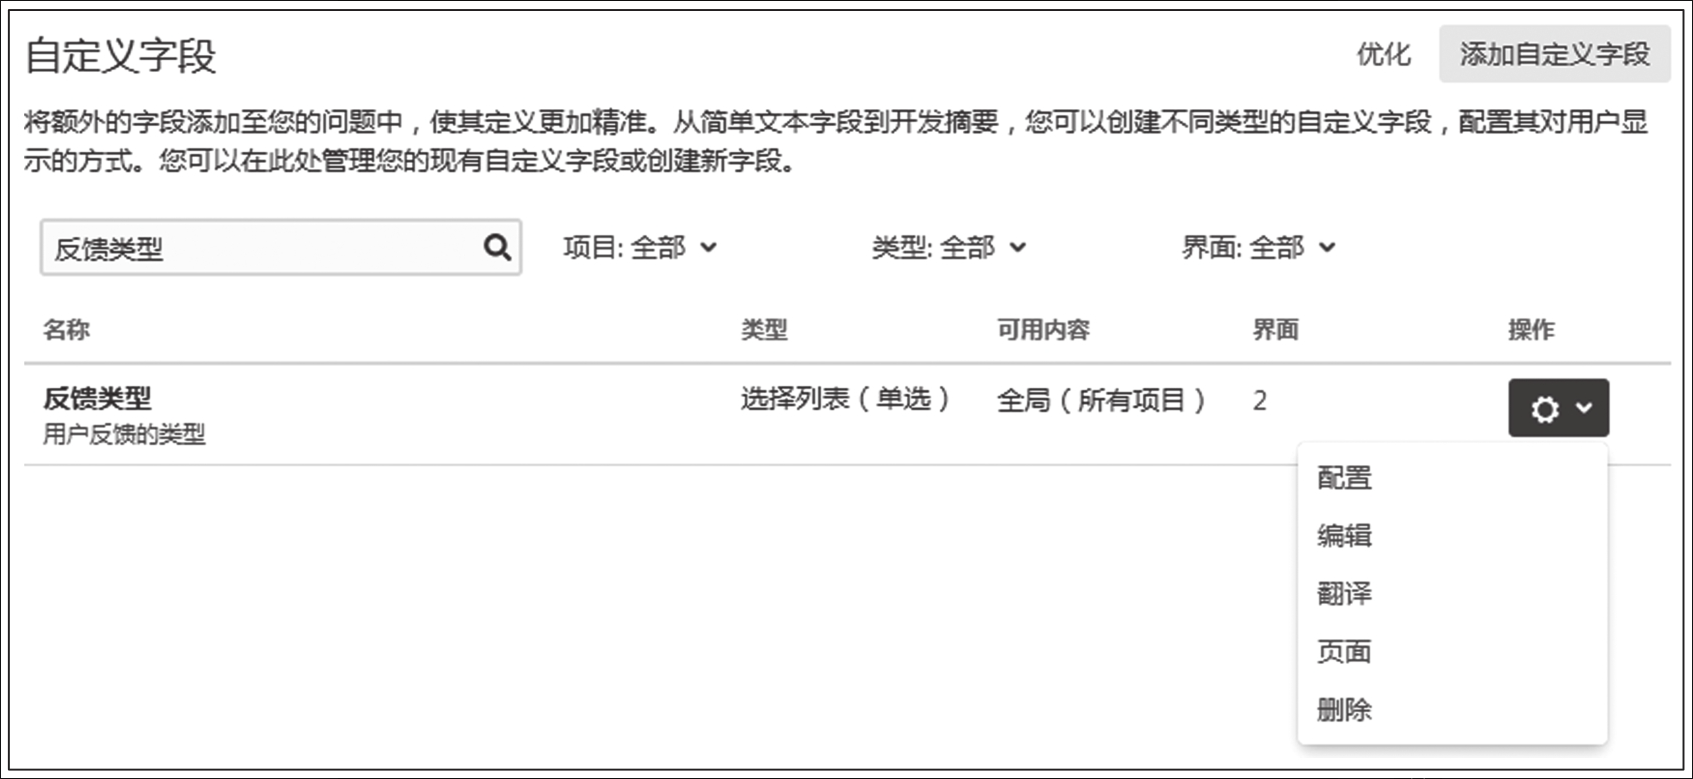 自定义字段
优化
添加自定义字段
将额外的字段添加至您的问题中，使其定义更加精准。从简单文本字段到开发摘要，您可以创建不同类型的自定义字段，配置其对用户显
示的方式。您可以在此处管理您的现有自定义字段或创建新字段。
反馈类型
项目: 全部
类型: 全部
界面: 全部
名称
类型
可用内容
界面
操作
反馈类型
选择列表（单选）
全局（所有项目）
2
用户反馈的类型
配置
编辑
翻译
页面
删除